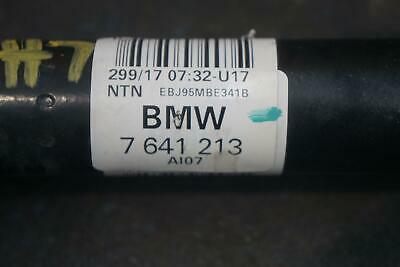 #7
299/17 07:32-U17
NTN EBJ95MBE341B
BMW
7 641 213
AI07